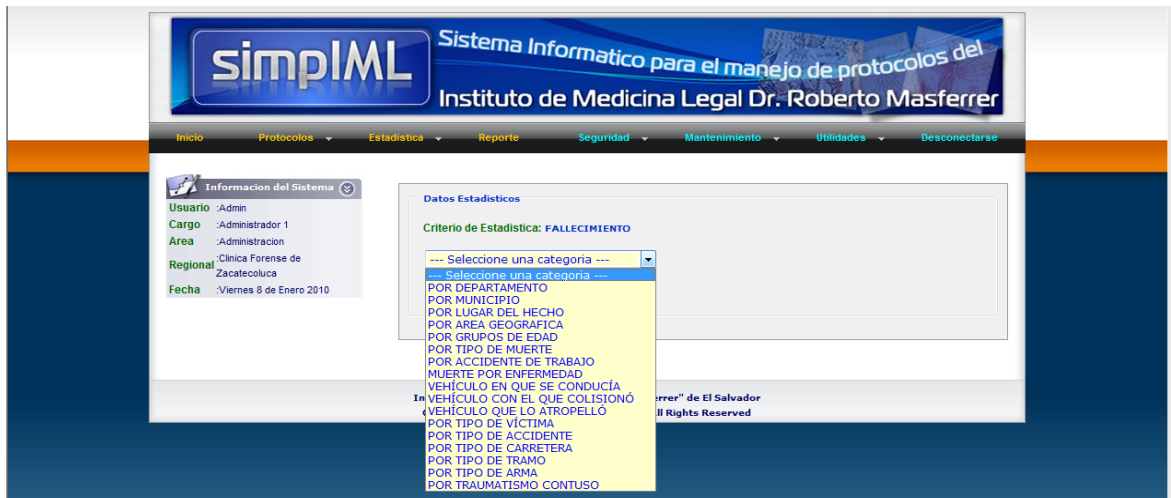 simpIML
Sistema Informatico para el manejo de protocolos del
Instituto de Medicina Legal Dr. Roberto Masferrer
Inicio Protocolos Estadistica Reporte Seguridad Mantenimiento Utilidades Desconectarse
Informacion del Sistema
Usuario :Admin
Cargo :Administrador 1
Area :Administracion
Regional :Clinica Forense de
Zacatecoluca
Fecha :Viernes 8 de Enero 2010
Datos Estadisticos
Criterio de Estadistica: FALLECIMIENTO
--- Seleccione una categoria ---
--- Seleccione una categoria ---
POR DEPARTAMENTO
POR MUNICIPIO
POR LUGAR DEL HECHO
POR AREA GEOGRAFICA
POR GRUPOS DE EDAD
POR TIPO DE MUERTE
POR ACCIDENTE DE TRABAJO
MUERTE POR ENFERMEDAD
VEHÍCULO EN QUE SE CONDUCÍA
VEHÍCULO CON EL QUE COLISIONÓ
VEHÍCULO QUE LO ATROPELLÓ
POR TIPO DE VÍCTIMA
POR TIPO DE ACCIDENTE
POR TIPO DE CARRETERA
POR TIPO DE TRAMO
POR TIPO DE ARMA
POR TRAUMATISMO CONTUSO
de El Salvador
Rights Reserved